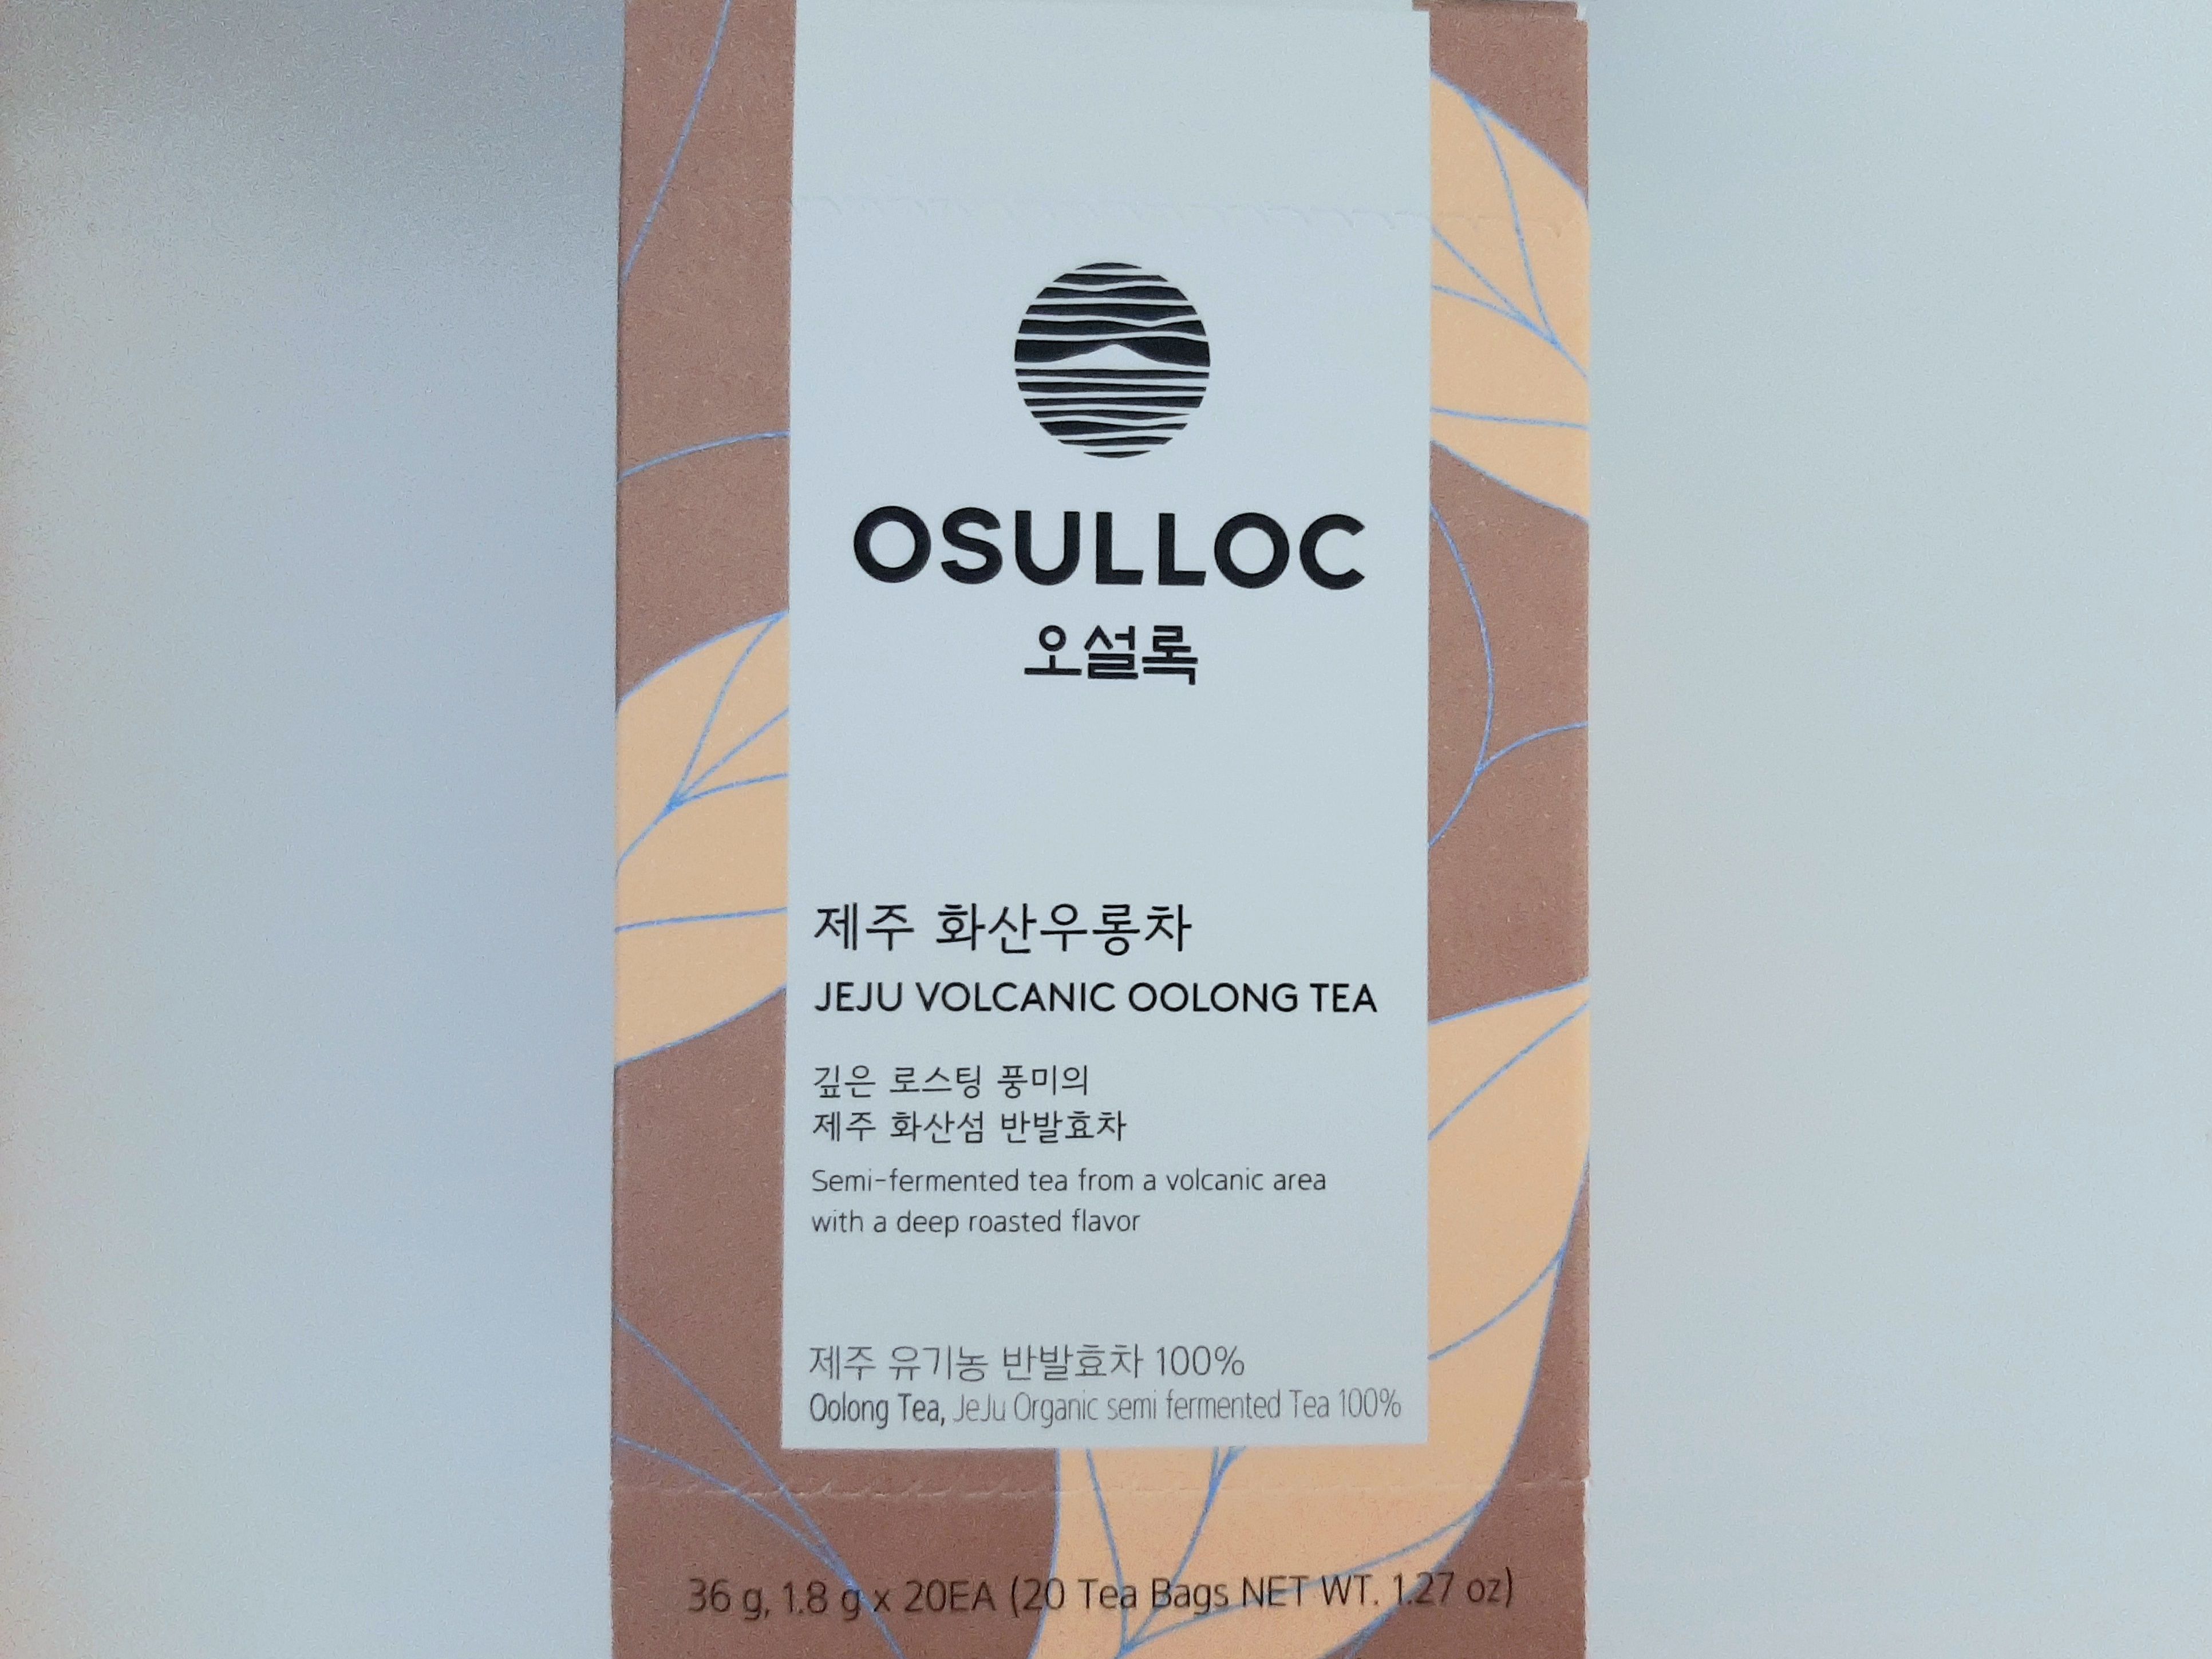 OSULLOC
오설록
제주 화산우롱차
JEJU VOLCANIC OOLONG TEA
깊은 로스팅 풍미의
제주 화산섬 반발효차
Semi-fermented tea from a volcanic area
with a deep roasted flavor
제주 유기농 반발효차 100%
Oolong Tea, JeJu Organic semi fermented Tea 100%
36 g, 1.8 g x 20EA (20 Tea Bags NET WT. 1.27 oz)